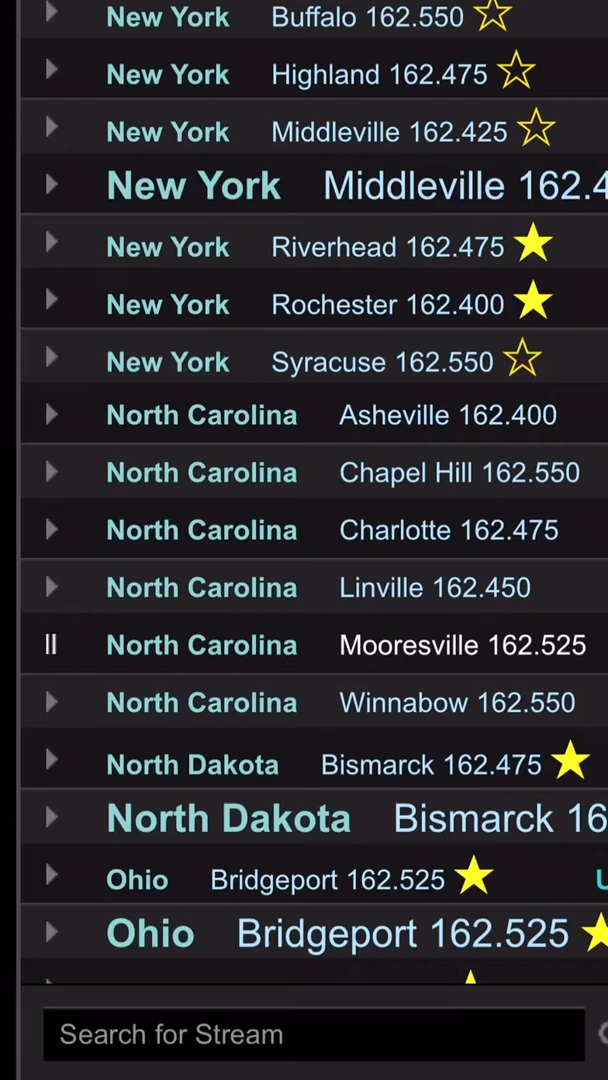 New York Buffalo 162.550
New York Highland 162.475
New York Middleville 162.425
New York Middleville 162.4
New York Riverhead 162.475
New York Rochester 162.400
New York Syracuse 162.550
North Carolina Asheville 162.400
North Carolina Chapel Hill 162.550
North Carolina Charlotte 162.475
North Carolina Linville 162.450
North Carolina Mooresville 162.525
North Carolina Winnabow 162.550
North Dakota Bismarck 162.475
North Dakota Bismarck 16
Ohio Bridgeport 162.525
Ohio Bridgeport 162.525
Search for Stream